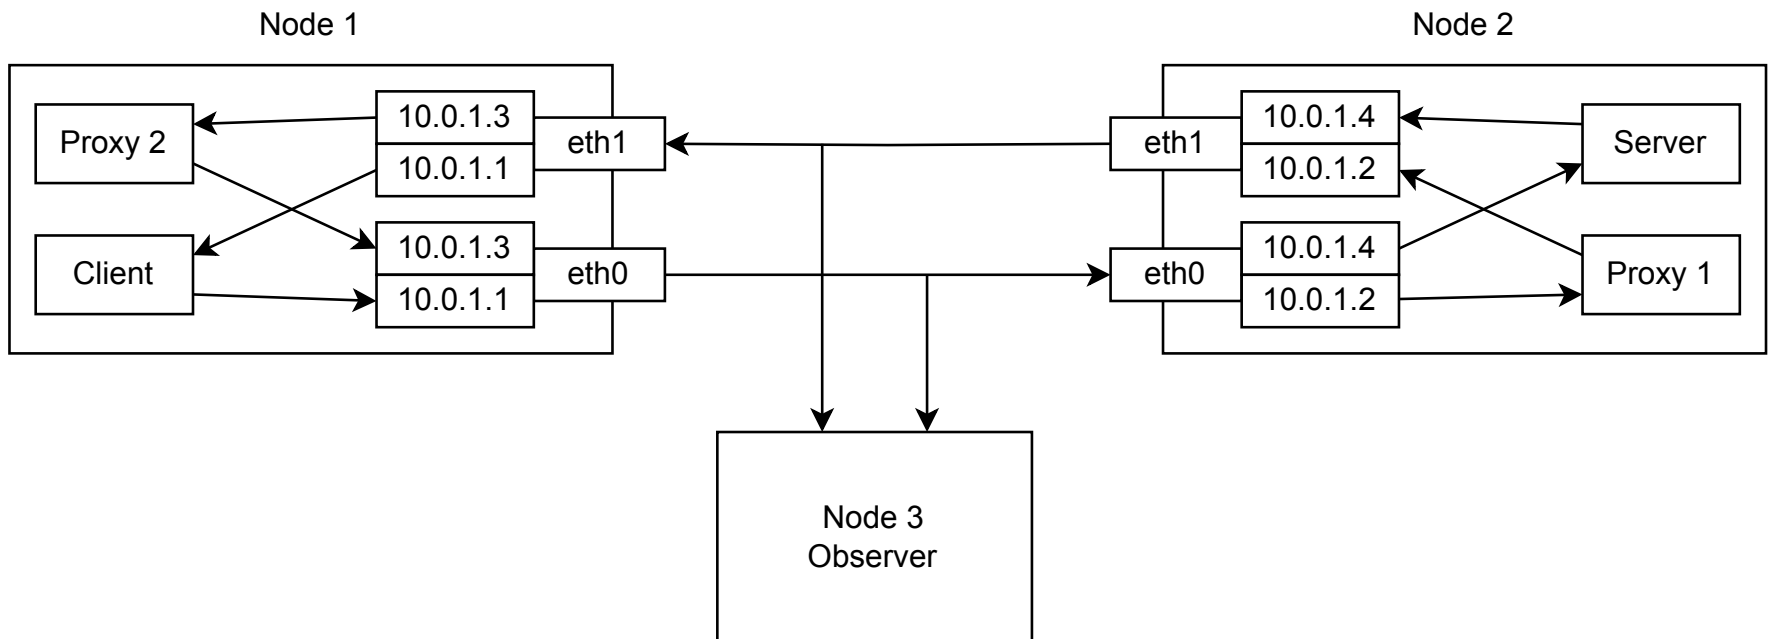 Node 1
Node 2
Proxy 2
10.0.1.3
10.0.1.1
eth1
Client
10.0.1.3
10.0.1.1
eth0
eth1
10.0.1.4
10.0.1.2
Server
eth0
10.0.1.4
10.0.1.2
Proxy 1
Node 3
Observer